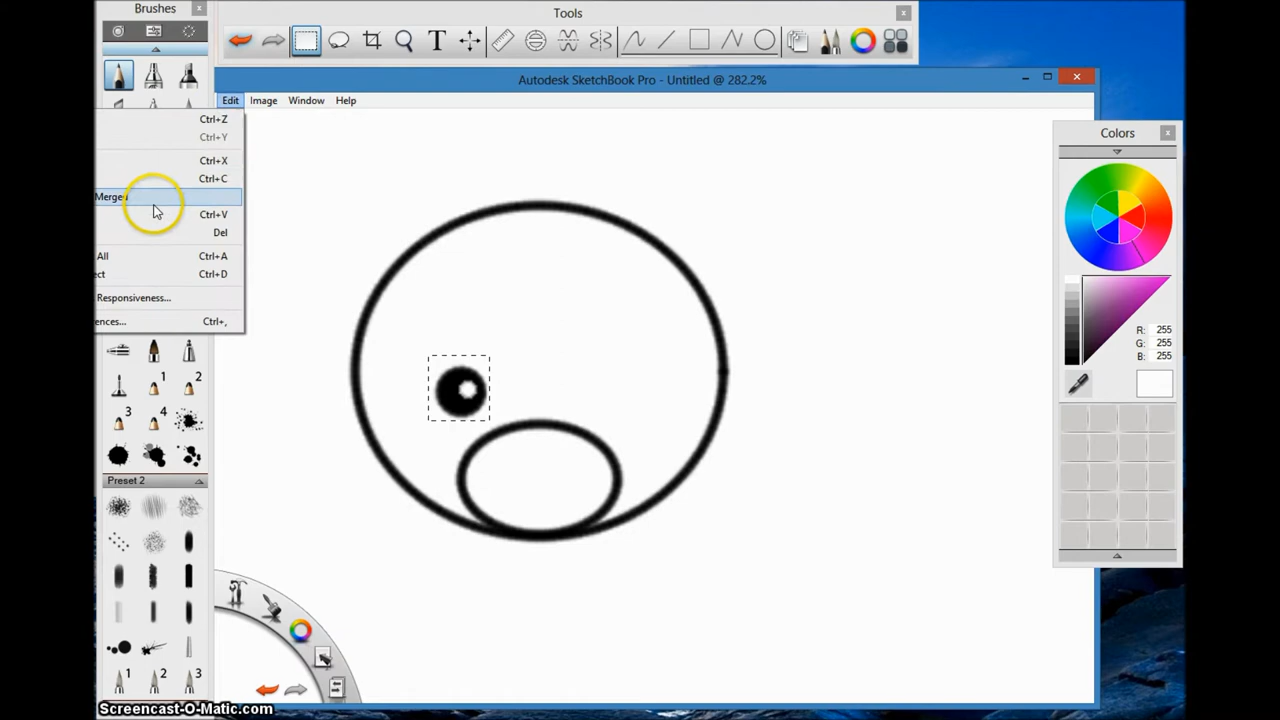 Brushes
Tools
T
Autodesk SketchBook Pro - Untitled @ 282.2%
Edit Image Window Help
Ctrl+Z
Ctrl+Y
Ctrl+X
Ctrl+C
Merged
Ctrl+V
Del
All Ctrl+A
ect Ctrl+D
Responsiveness...
ences... Ctrl+,
Colors
R: 255
G: 255
B: 255
1 2
3 4
Preset 2
1 2 3
Screencast-O-Matic.com